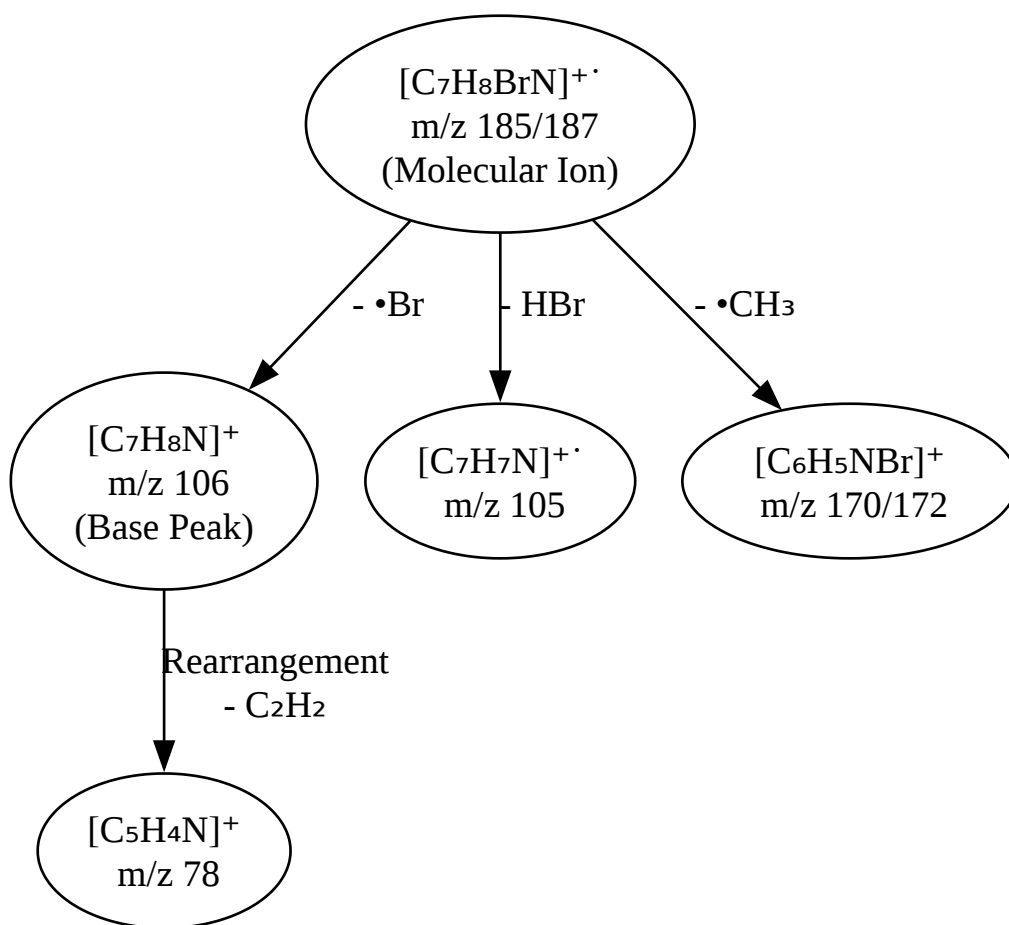 [C₇H₈BrN]⁺˙
m/z 185/187
(Molecular Ion)
- •Br
- HBr
- •CH₃
[C₇H₈N]⁺
m/z 106
(Base Peak)
[C₇H₇N]⁺˙
m/z 105
[C₆H₅NBr]⁺
m/z 170/172
Rearrangement
- C₂H₂
[C₅H₄N]⁺
m/z 78